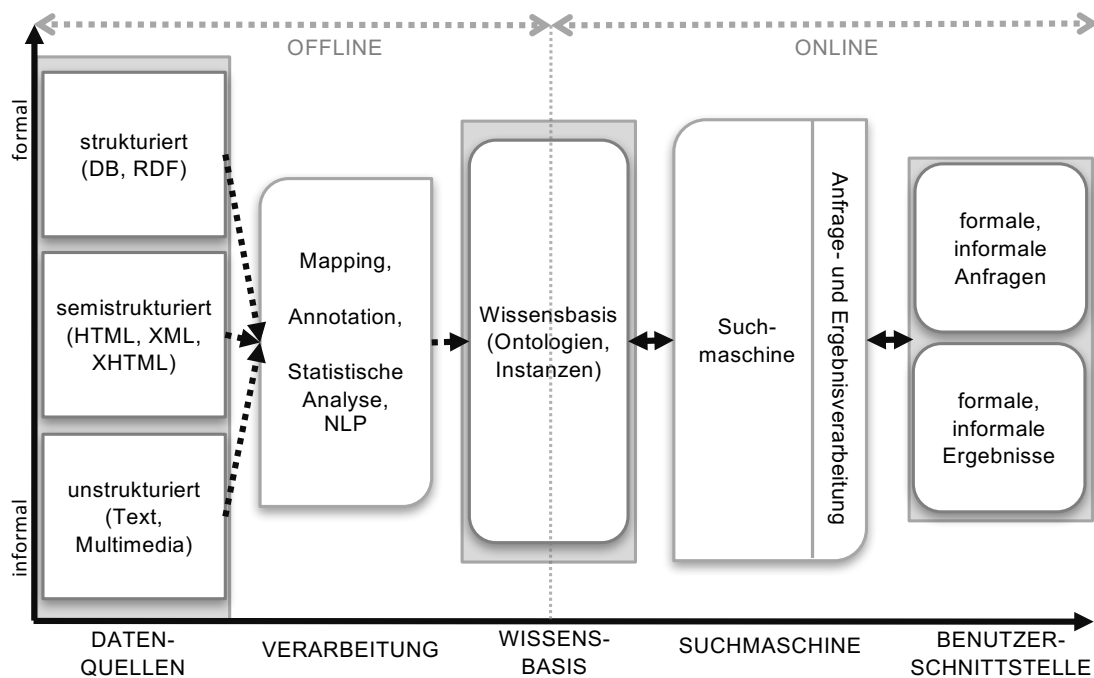 OFFLINE
ONLINE
formal
informal
strukturiert
(DB, RDF)
semistrukturiert
(HTML, XML,
XHTML)
unstrukturiert
(Text,
Multimedia)
Mapping,
Annotation,
Statistische
Analyse,
NLP
Wissensbasis
(Ontologien,
Instanzen)
Such-
maschine
Anfrage- und Ergebnisverarbeitung
formale,
informale
Anfragen
formale,
informale
Ergebnisse
DATEN-
QUELLEN
VERARBEITUNG
WISSENS-
BASIS
SUCHMASCHINE
BENUTZER-
SCHNITTSTELLE